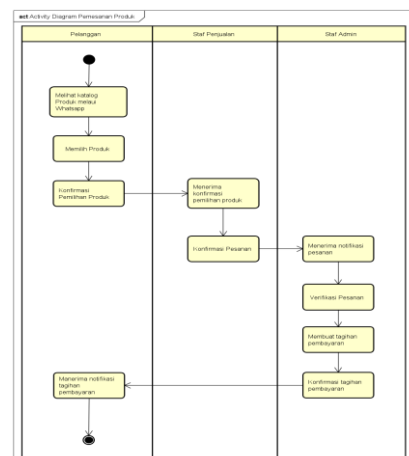 act Activity Diagram Pemesanan Produk
Pelanggan
Staf Penjualan
Staf Admin
Melihat katalog
Produk melaui
Whatsapp
Memilih Produk
Konfirmasi
Pemilihan Produk
Menerima
konfirmasi
pemilihan produk
Konfirmasi Pesanan
Menerima notifikasi
pesanan
Verifikasi Pesanan
Membuat tagihan
pembayaran
Konfirmasi tagihan
pembayaran
Menerima notifikasi
tagihan
pembayaran